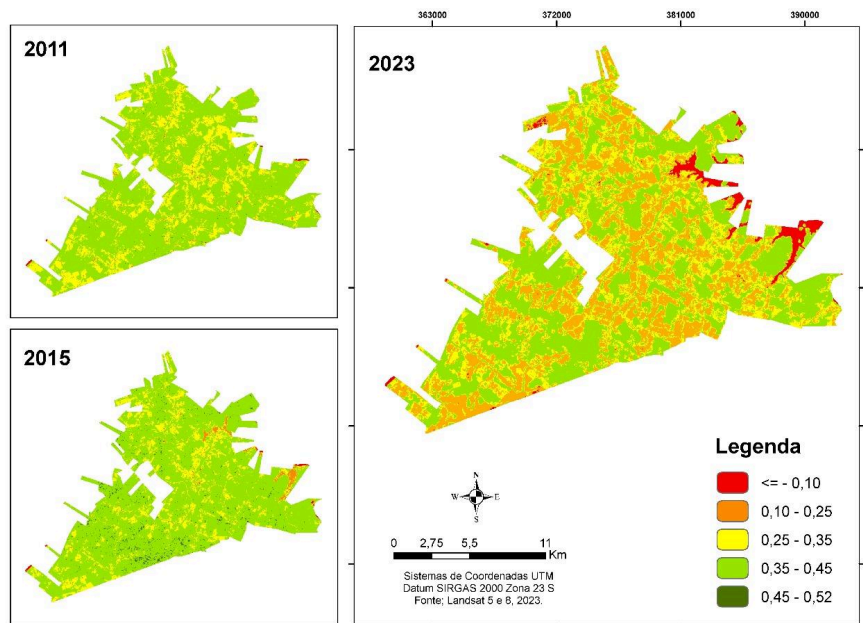 363000 372000 381000 390000
2011
2023
2015
Legenda
<= - 0,10
0,10 - 0,25
0,25 - 0,35
0,35 - 0,45
0,45 - 0,52
N
W E
S
0 2,75 5,5 11
Km
Sistemas de Coordenadas UTM
Datum SIRGAS 2000 Zona 23 S
Fonte; Landsat 5 e 8, 2023.